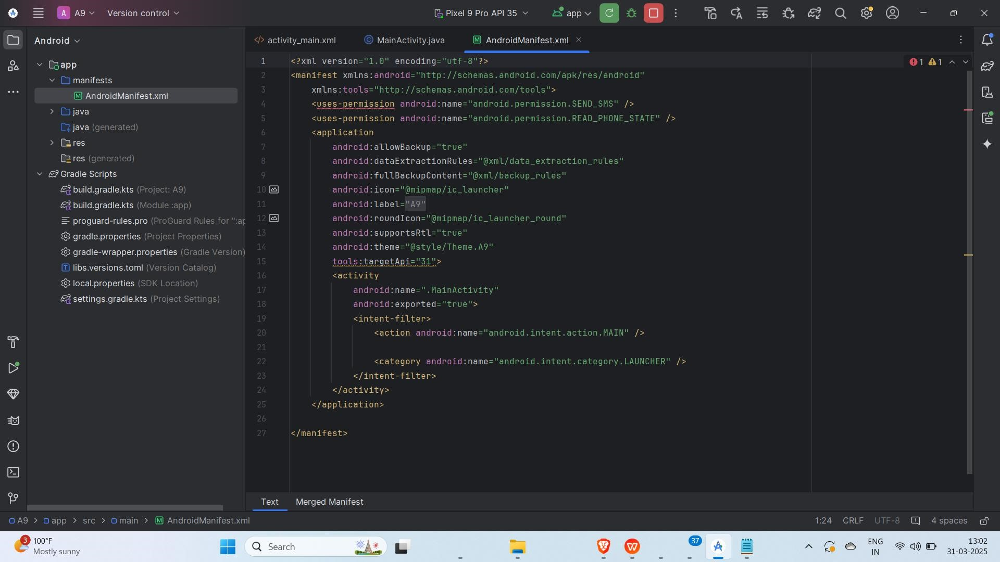 A A9 Version control Pixel 9 Pro API 35 app
Android
activity_main.xml MainActivity.java AndroidManifest.xml
app
manifests
AndroidManifest.xml
java
java (generated)
res
res (generated)
Gradle Scripts
build.gradle.kts (Project: A9)
build.gradle.kts (Module :app)
proguard-rules.pro (ProGuard Rules for ":ap
gradle.properties (Project Properties)
gradle-wrapper.properties (Gradle Version)
libs.versions.toml (Version Catalog)
local.properties (SDK Location)
settings.gradle.kts (Project Settings)
1 <?xml version="1.0" encoding="utf-8"?> 1 1
2 <manifest xmlns:android="http://schemas.android.com/apk/res/android"
3 xmlns:tools="http://schemas.android.com/tools">
4 <uses-permission android:name="android.permission.SEND_SMS" />
5 <uses-permission android:name="android.permission.READ_PHONE_STATE" />
6 <application
7 android:allowBackup="true"
8 android:dataExtractionRules="@xml/data_extraction_rules"
9 android:fullBackupContent="@xml/backup_rules"
10 android:icon="@mipmap/ic_launcher"
11 android:label="A9"
12 android:roundIcon="@mipmap/ic_launcher_round"
13 android:supportsRtl="true"
14 android:theme="@style/Theme.A9"
15 tools:targetApi="31">
16 <activity
17 android:name=".MainActivity"
18 android:exported="true">
19 <intent-filter>
20 <action android:name="android.intent.action.MAIN" />
21
22 <category android:name="android.intent.category.LAUNCHER" />
23 </intent-filter>
24 </activity>
25 </application>
26
27 </manifest>
Text Merged Manifest
A9 > app > src > main > AndroidManifest.xml 1:24 CRLF UTF-8 4 spaces
3 100°F
Mostly sunny
Search
37
ENG
IN
13:02
31-03-2025